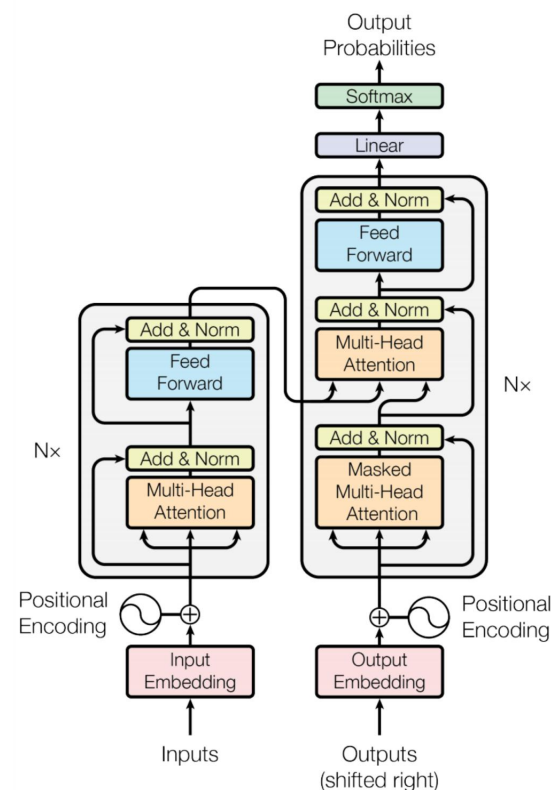 Output
Probabilities
Softmax
Linear
Add & Norm
Feed
Forward
Add & Norm
Multi-Head
Attention
Add & Norm
Masked
Multi-Head
Attention
Nx
Add & Norm
Feed
Forward
Add & Norm
Multi-Head
Attention
Nx
Positional
Encoding
Positional
Encoding
Input
Embedding
Output
Embedding
Inputs
Outputs
(shifted right)